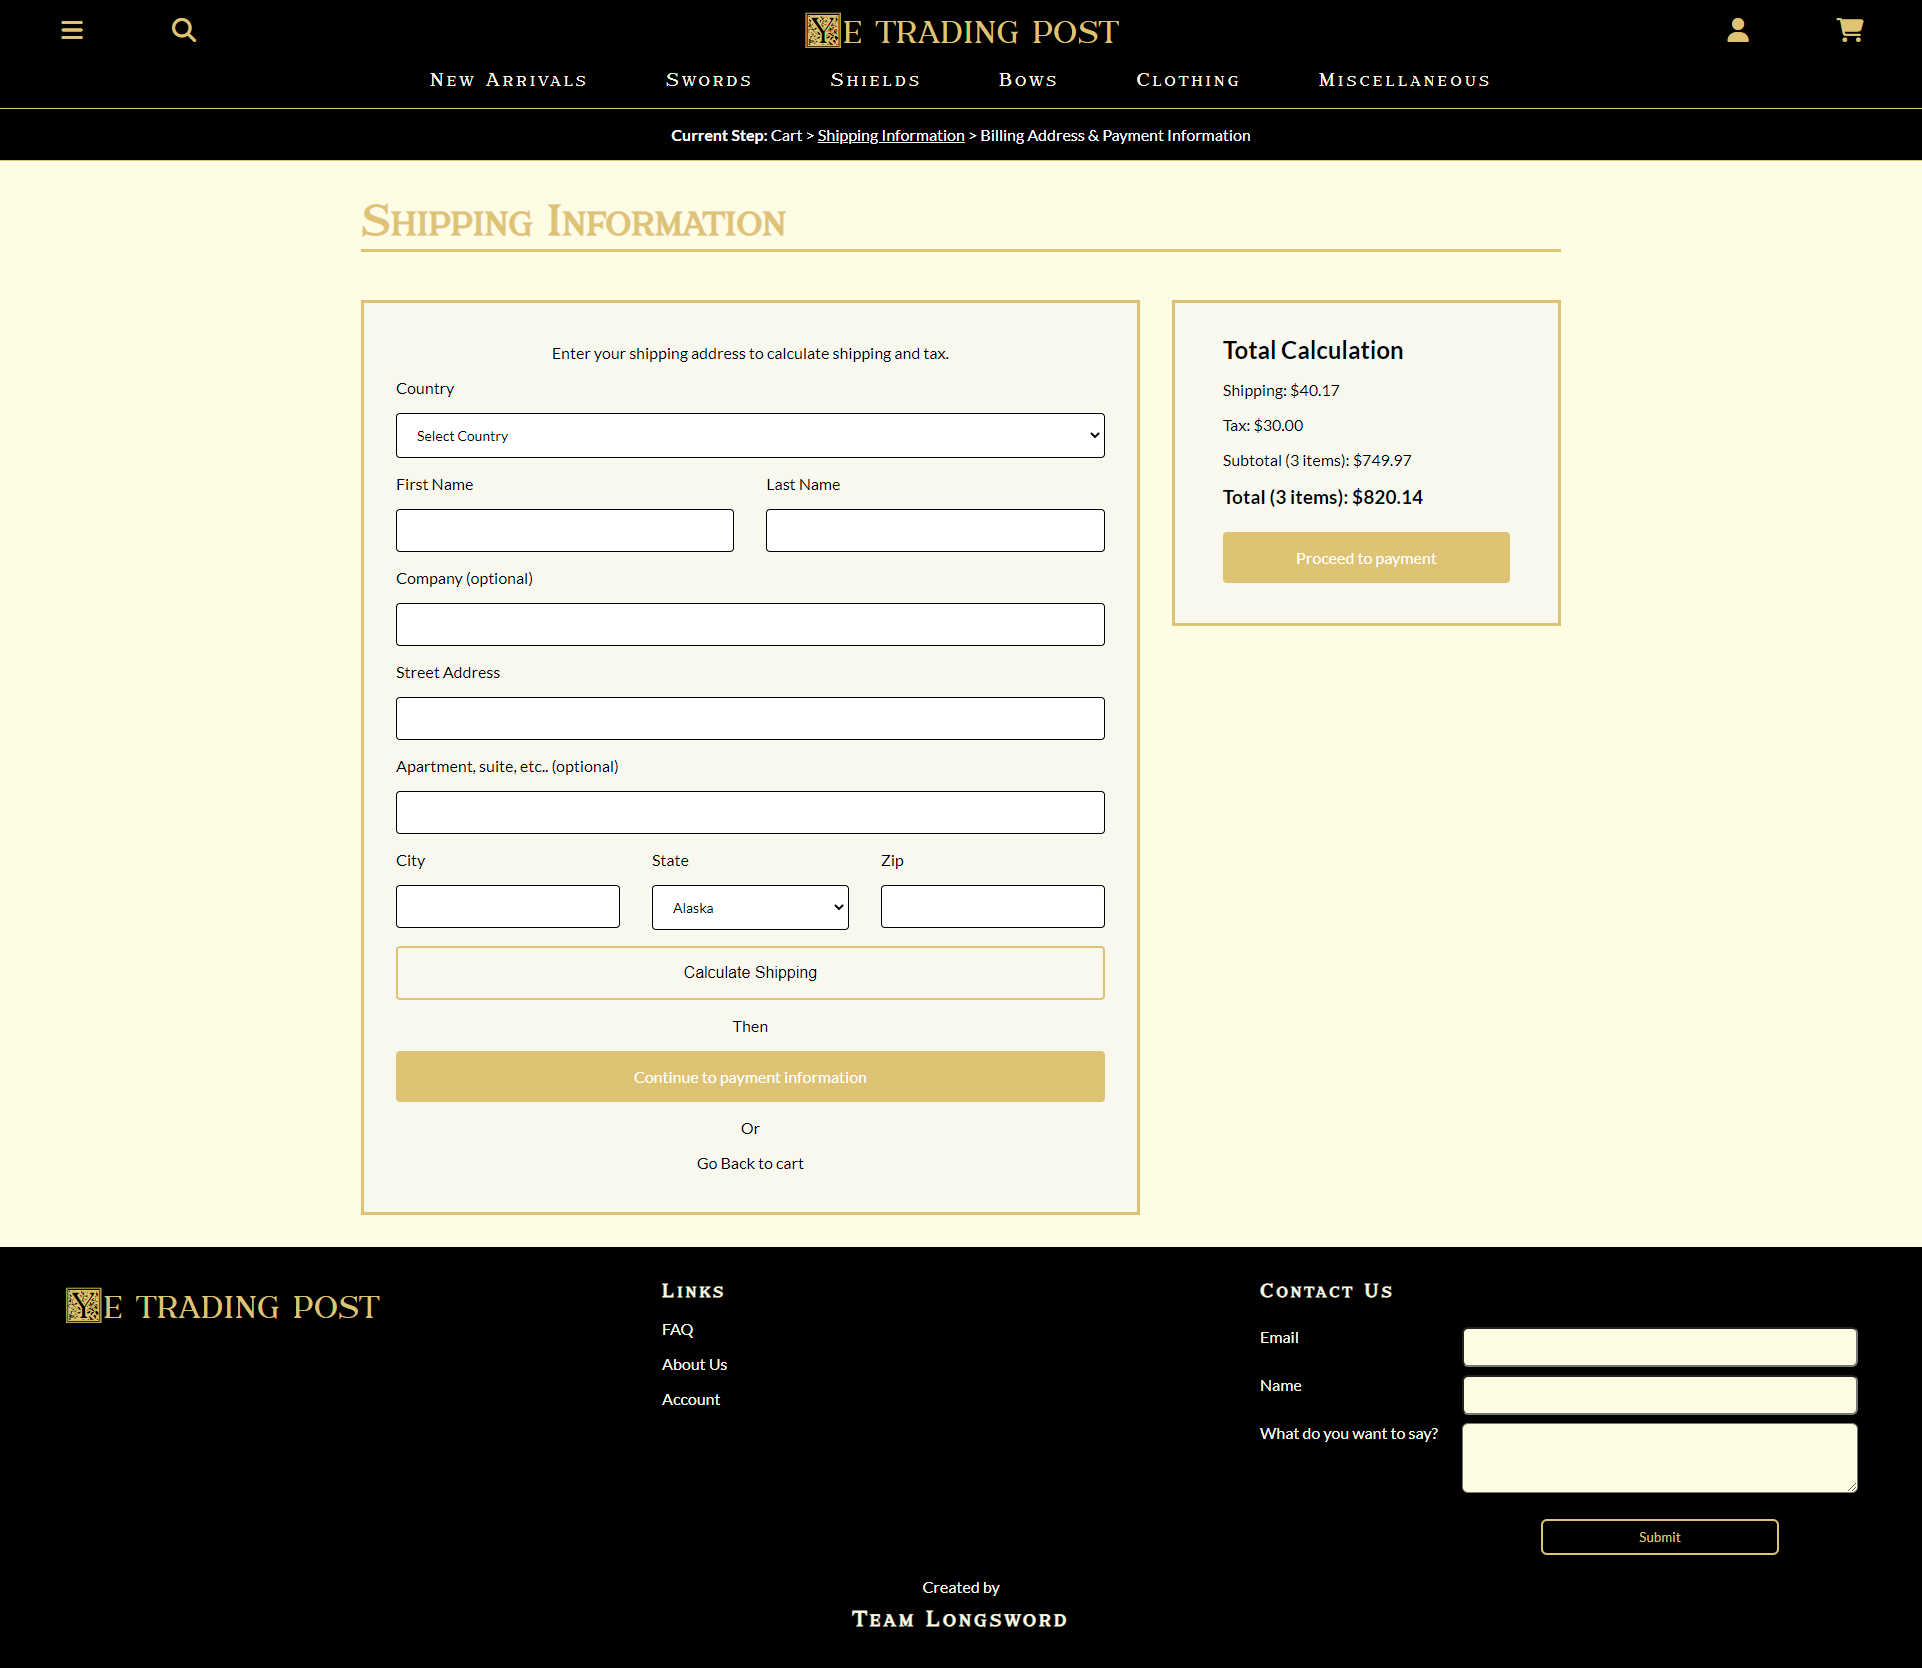 YE TRADING POST
New Arrivals Swords Shields Bows Clothing Miscellaneous
Current Step: Cart > Shipping Information > Billing Address & Payment Information
Shipping Information
Enter your shipping address to calculate shipping and tax.
Country
Select Country
First Name Last Name
Company (optional)
Street Address
Apartment, suite, etc.. (optional)
City State Zip
Alaska
Calculate Shipping
Then
Continue to payment information
Or
Go Back to cart
Total Calculation
Shipping: $40.17
Tax: $30.00
Subtotal (3 items): $749.97
Total (3 items): $820.14
Proceed to payment
YE TRADING POST
Links
FAQ
About Us
Account
Contact Us
Email
Name
What do you want to say?
Submit
Created by
Team Longsword